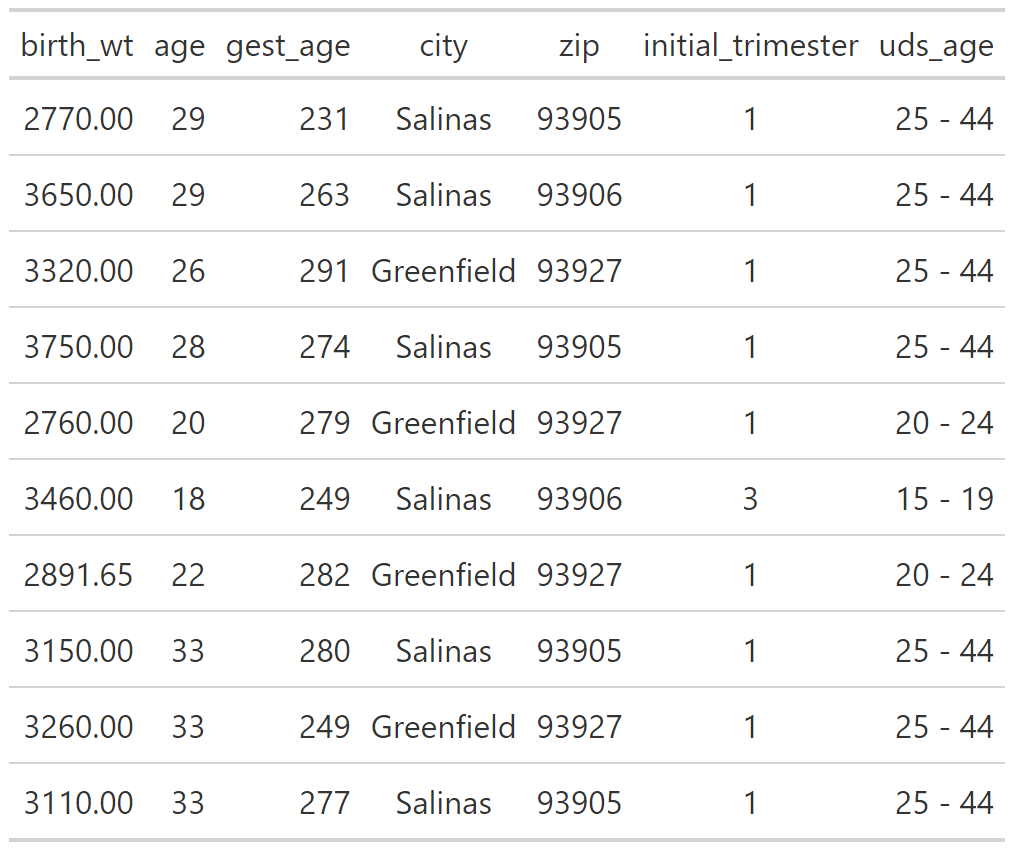 birth_wt age gest_age city zip initial_trimester uds_age
2770.00 29 231 Salinas 93905 1 25 - 44
3650.00 29 263 Salinas 93906 1 25 - 44
3320.00 26 291 Greenfield 93927 1 25 - 44
3750.00 28 274 Salinas 93905 1 25 - 44
2760.00 20 279 Greenfield 93927 1 20 - 24
3460.00 18 249 Salinas 93906 3 15 - 19
2891.65 22 282 Greenfield 93927 1 20 - 24
3150.00 33 280 Salinas 93905 1 25 - 44
3260.00 33 249 Greenfield 93927 1 25 - 44
3110.00 33 277 Salinas 93905 1 25 - 44